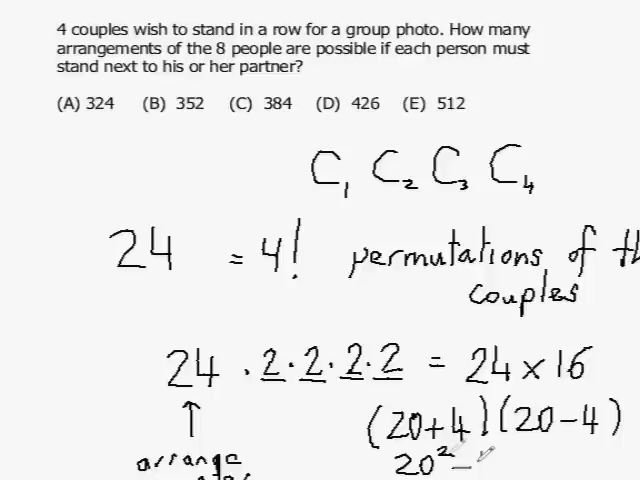 4 couples wish to stand in a row for a group photo. How many
arrangements of the 8 people are possible if each person must
stand next to his or her partner?
(A) 324 (B) 352 (C) 384 (D) 426 (E) 512
C₁ C₂ C₃ C₄
24 = 4! permutations of
couples
24 · 2 · 2 · 2 · 2 = 24 × 16
(20+4)(20-4)
arrange 20² -